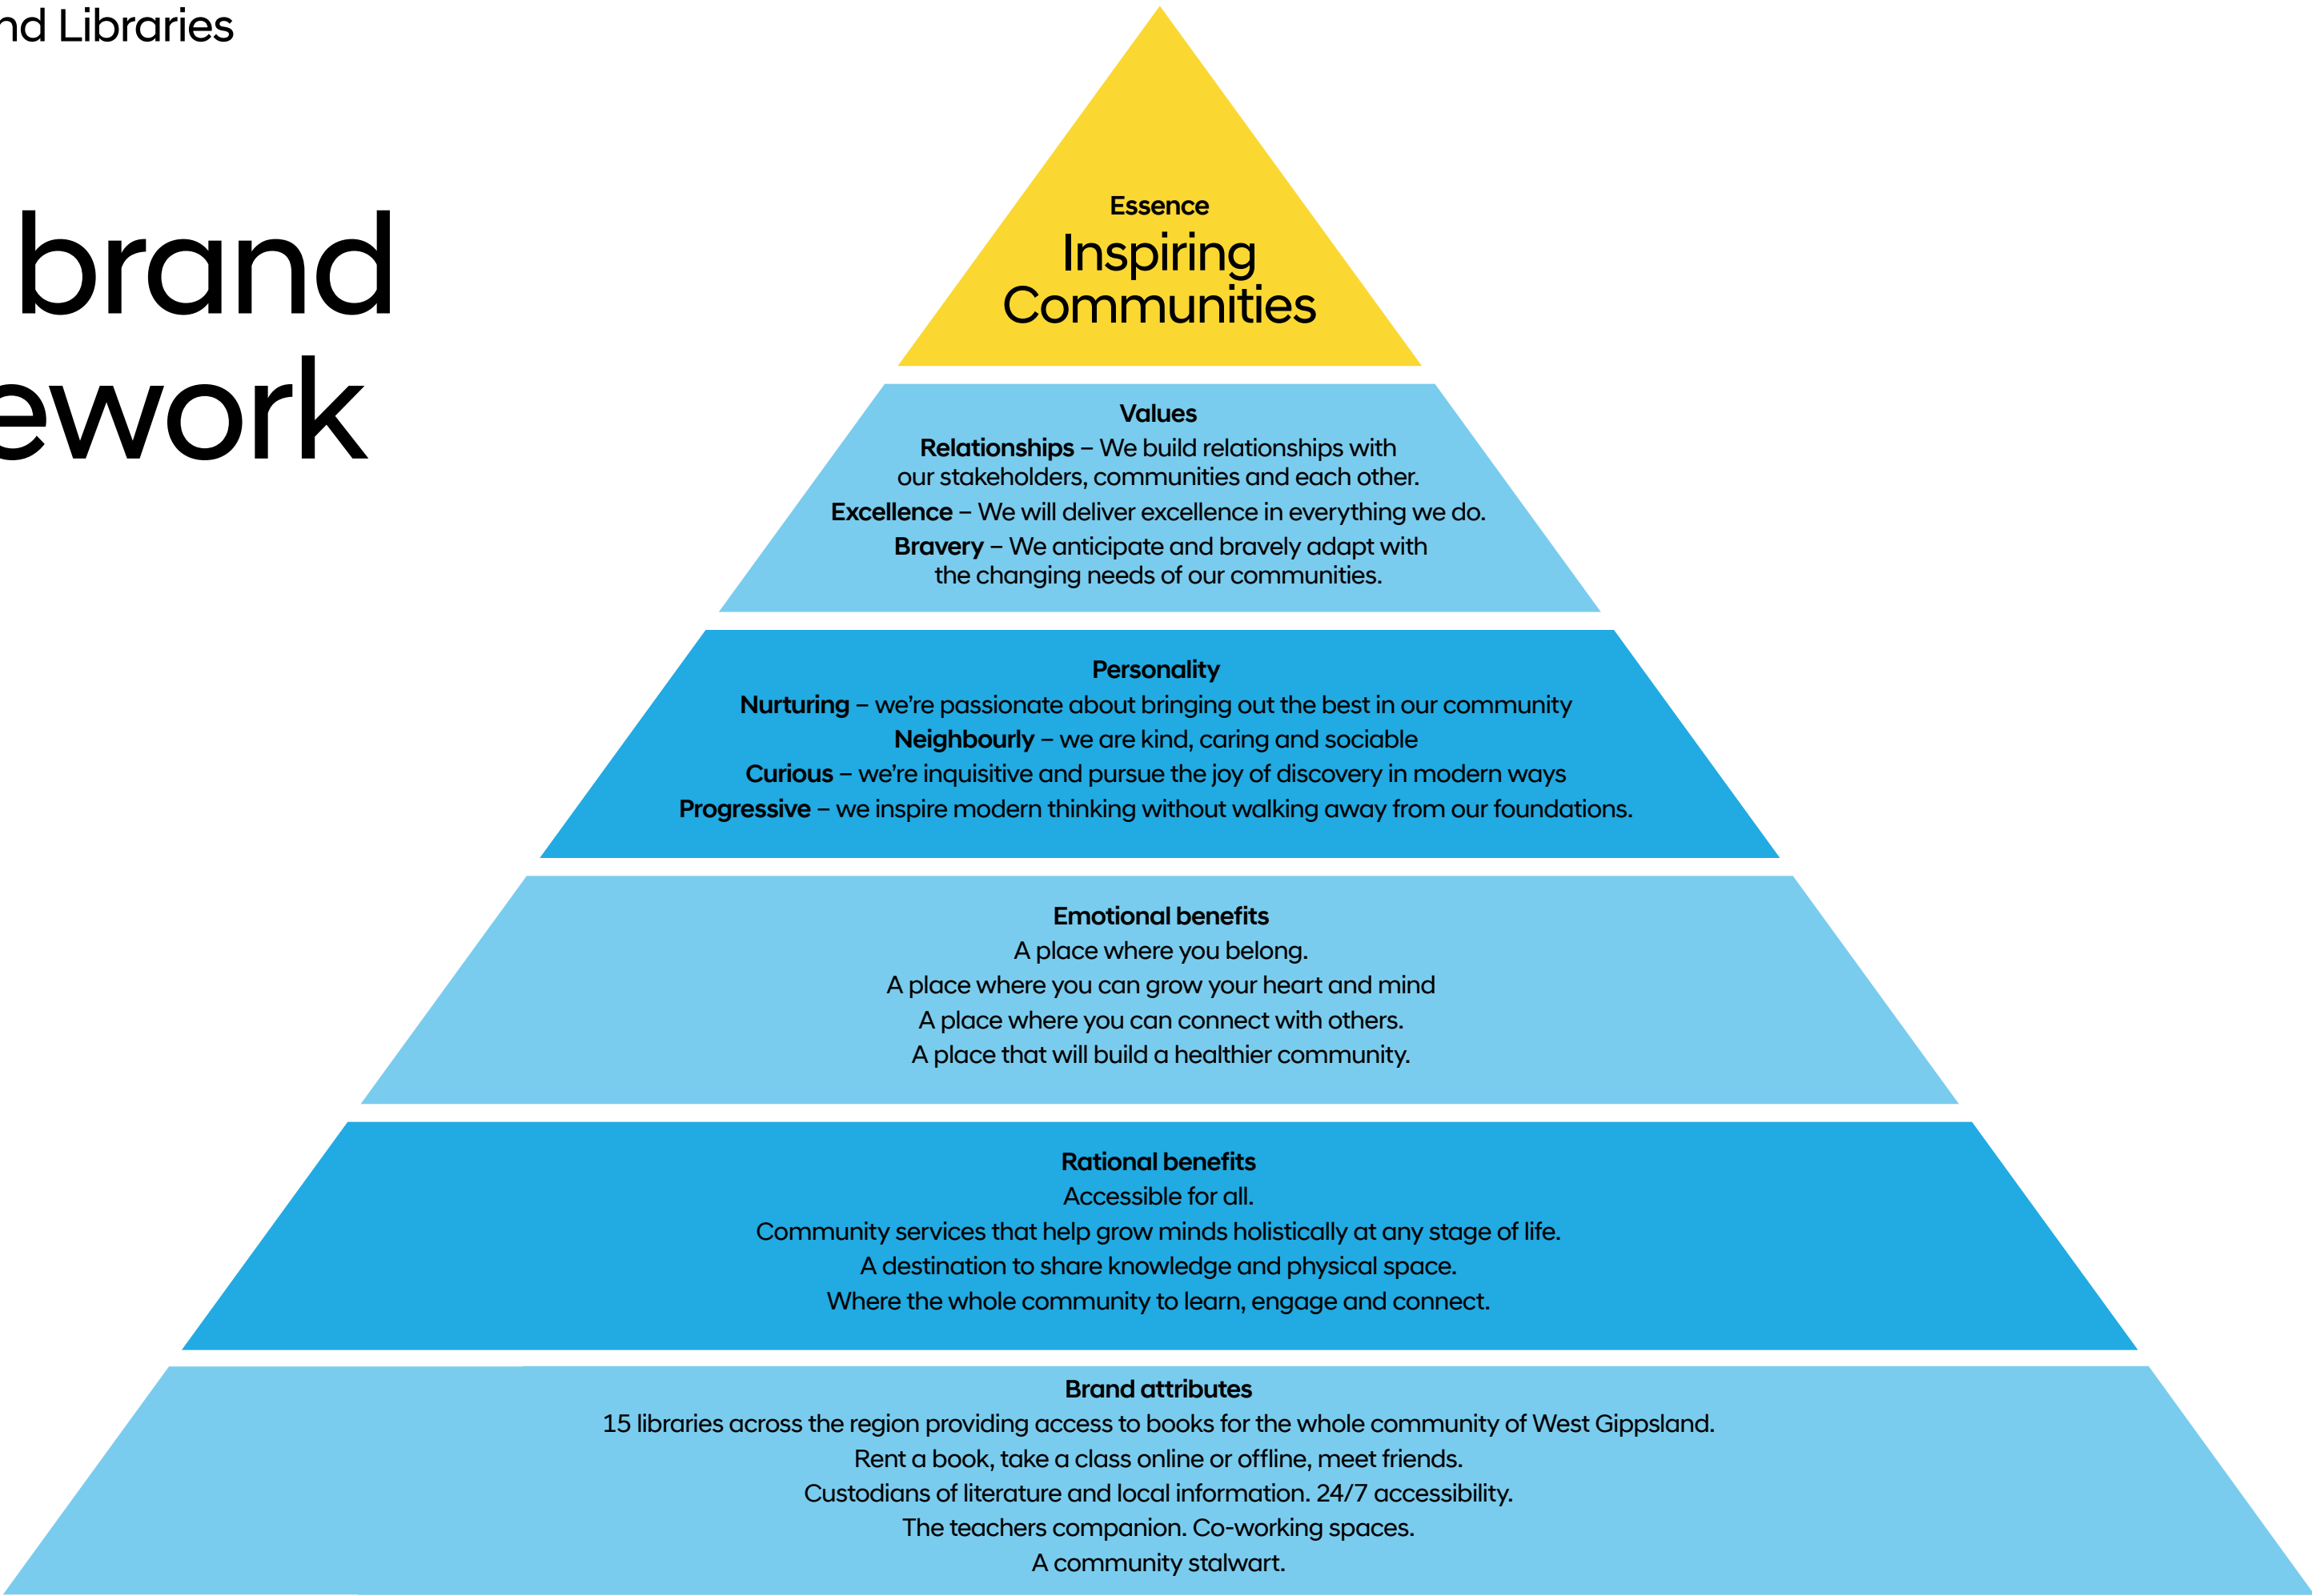 nd Libraries
brand
ework
Essence
Inspiring
Communities
Values
Relationships – We build relationships with
our stakeholders, communities and each other.
Excellence – We will deliver excellence in everything we do.
Bravery – We anticipate and bravely adapt with
the changing needs of our communities.
Personality
Nurturing – we’re passionate about bringing out the best in our community
Neighbourly – we are kind, caring and sociable
Curious – we’re inquisitive and pursue the joy of discovery in modern ways
Progressive – we inspire modern thinking without walking away from our foundations.
Emotional benefits
A place where you belong.
A place where you can grow your heart and mind
A place where you can connect with others.
A place that will build a healthier community.
Rational benefits
Accessible for all.
Community services that help grow minds holistically at any stage of life.
A destination to share knowledge and physical space.
Where the whole community to learn, engage and connect.
Brand attributes
15 libraries across the region providing access to books for the whole community of West Gippsland.
Rent a book, take a class online or offline, meet friends.
Custodians of literature and local information. 24/7 accessibility.
The teachers companion. Co-working spaces.
A community stalwart.